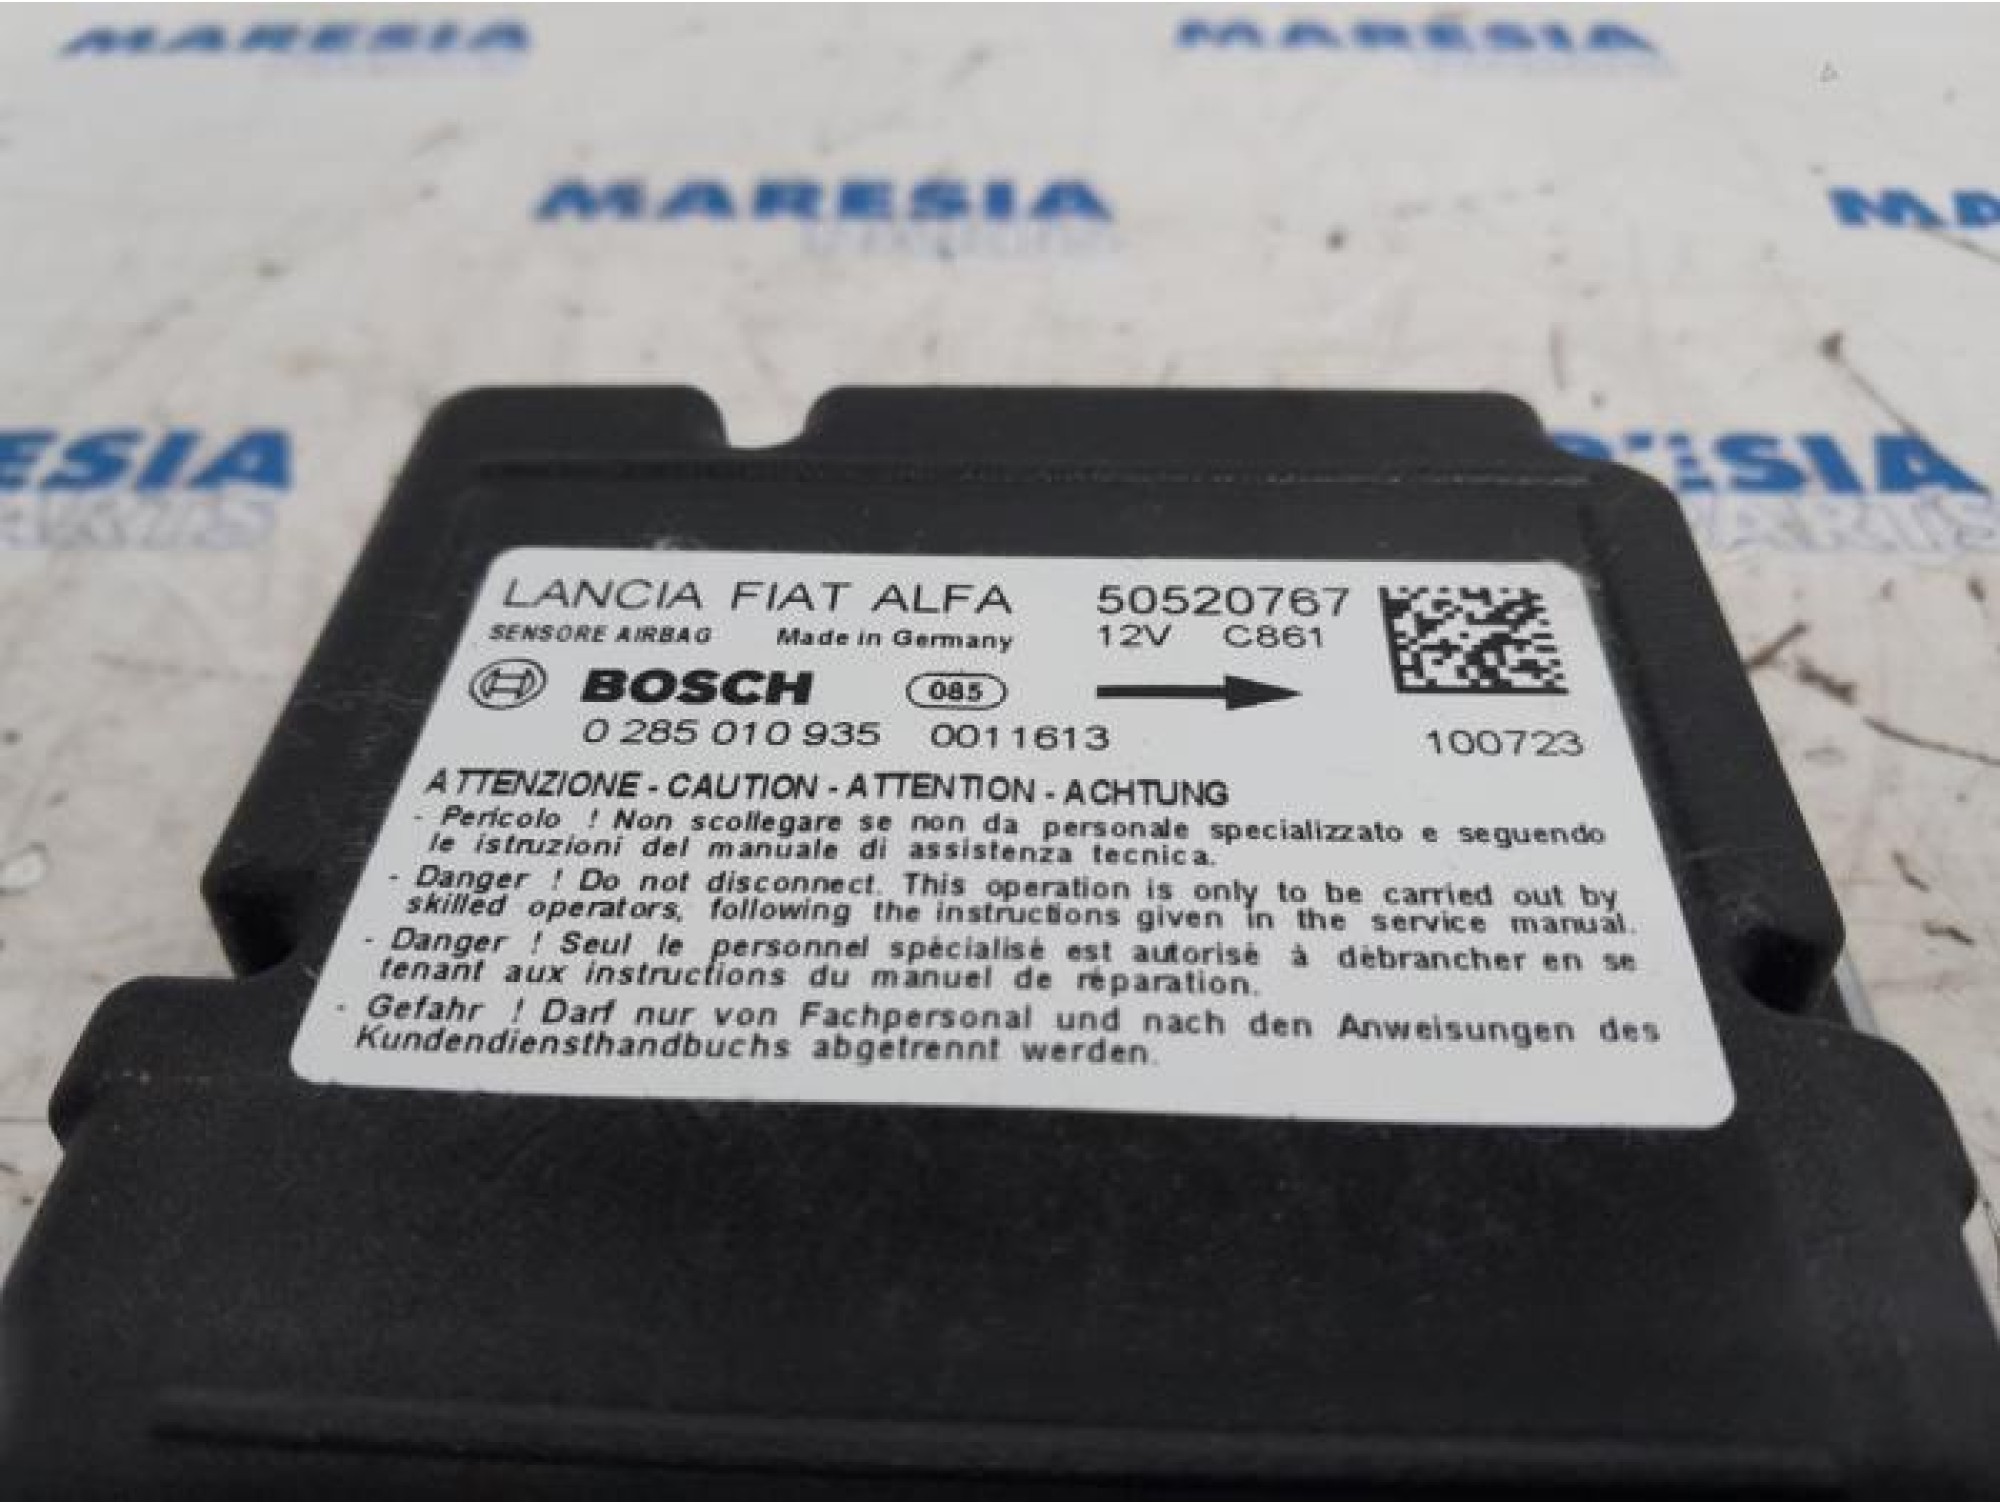 MARESIA MARESIA
MARESIA
MA
ESIA
PARTS
ESIA
PARTS
LANCIA FIAT ALFA 50520767
SENSORE AIRBAG Made in Germany 12V C861
BOSCH 085
0 285 010 935 0011613 100723
ATTENZIONE - CAUTION - ATTENTION - ACHTUNG
- Pericolo ! Non scollegare se non da personale specializzato e seguendo
le istruzioni del manuale di assistenza tecnica.
- Danger ! Do not disconnect. This operation is only to be carried out by
skilled operators, following the instructions given in the service manual.
- Danger ! Seul le personnel spécialisé est autorisé à débrancher en se
tenant aux instructions du manuel de réparation.
- Gefahr ! Darf nur von Fachpersonal und nach den Anweisungen des
Kundendiensthandbuchs abgetrennt werden.